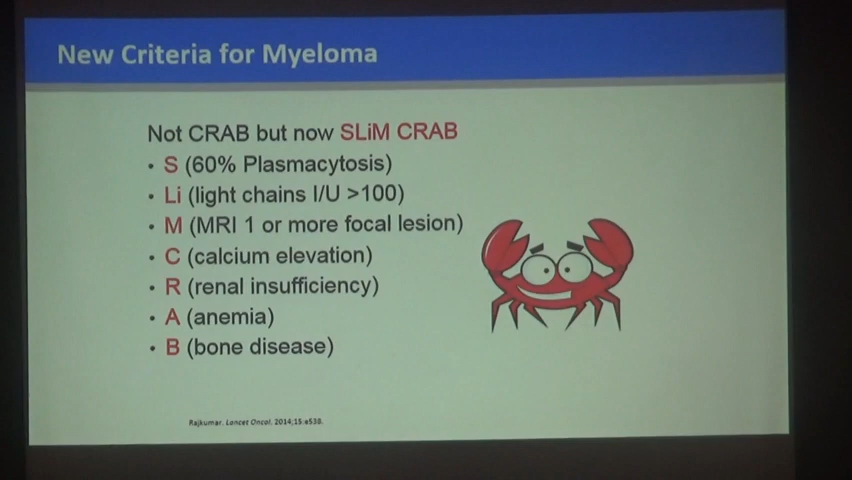 New Criteria for Myeloma
Not CRAB but now SLiM CRAB
• S (60% Plasmacytosis)
• Li (light chains I/U >100)
• M (MRI 1 or more focal lesion)
• C (calcium elevation)
• R (renal insufficiency)
• A (anemia)
• B (bone disease)
Rajkumar. Lancet Oncol. 2014;15:e538.